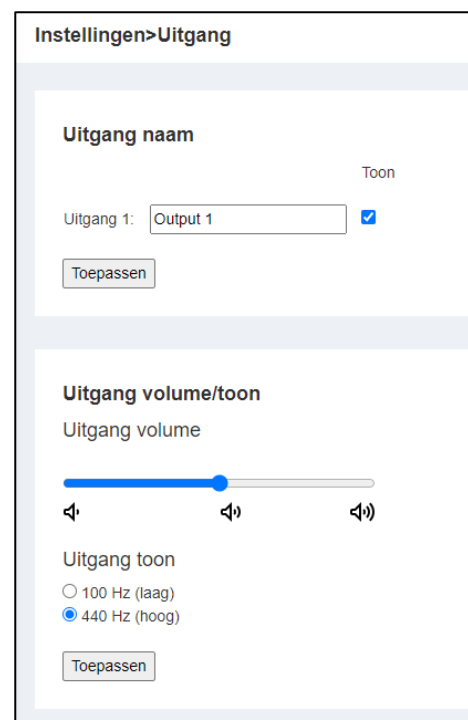 Instellingen>Uitgang
Uitgang naam
Toon
Uitgang 1: Output 1
Toepassen
Uitgang volume/toon
Uitgang volume
Uitgang toon
100 Hz (laag)
440 Hz (hoog)
Toepassen